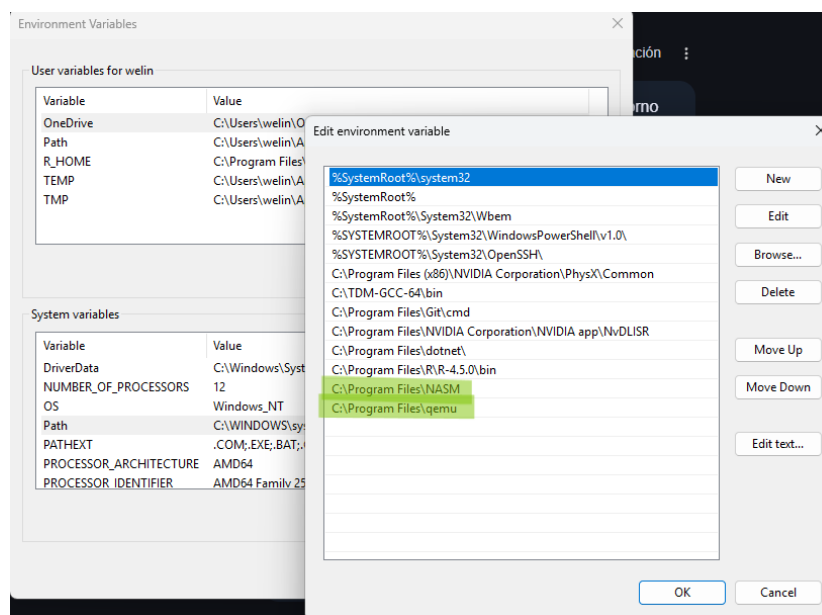 Environment Variables
ción
User variables for welin
orno
Variable Value
OneDrive C:\Users\welin\O
Path C:\Users\welin\A
R_HOME C:\Program Files\
TEMP C:\Users\welin\A
TMP C:\Users\welin\A
Edit environment variable
%SystemRoot%\system32
%SystemRoot%
%SystemRoot%\System32\Wbem
%SYSTEMROOT%\System32\WindowsPowerShell\v1.0\
%SYSTEMROOT%\System32\OpenSSH\
C:\Program Files (x86)\NVIDIA Corporation\PhysX\Common
C:\TDM-GCC-64\bin
C:\Program Files\Git\cmd
C:\Program Files\NVIDIA Corporation\NVIDIA app\NvDLISR
C:\Program Files\dotnet\
C:\Program Files\R\R-4.5.0\bin
C:\Program Files\NASM
C:\Program Files\qemu
New
Edit
Browse...
Delete
Move Up
Move Down
Edit text...
System variables
Variable Value
DriverData C:\Windows\Syst
NUMBER_OF_PROCESSORS 12
OS Windows_NT
Path C:\WINDOWS\sys
PATHEXT .COM;.EXE;.BAT;.
PROCESSOR_ARCHITECTURE AMD64
PROCESSOR IDENTIFIER AMD64 Family 25
OK Cancel